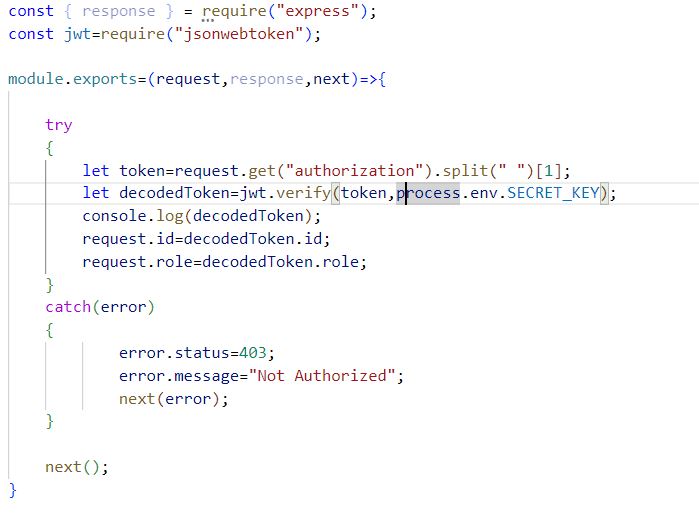 const { response } = require("express");
const jwt=require("jsonwebtoken");
module.exports=(request,response,next)=>{
try
{
let token=request.get("authorization").split(" ")[1];
let decodedToken=jwt.verify(token,process.env.SECRET_KEY);
console.log(decodedToken);
request.id=decodedToken.id;
request.role=decodedToken.role;
}
catch(error)
{
error.status=403;
error.message="Not Authorized";
next(error);
}
next();
}